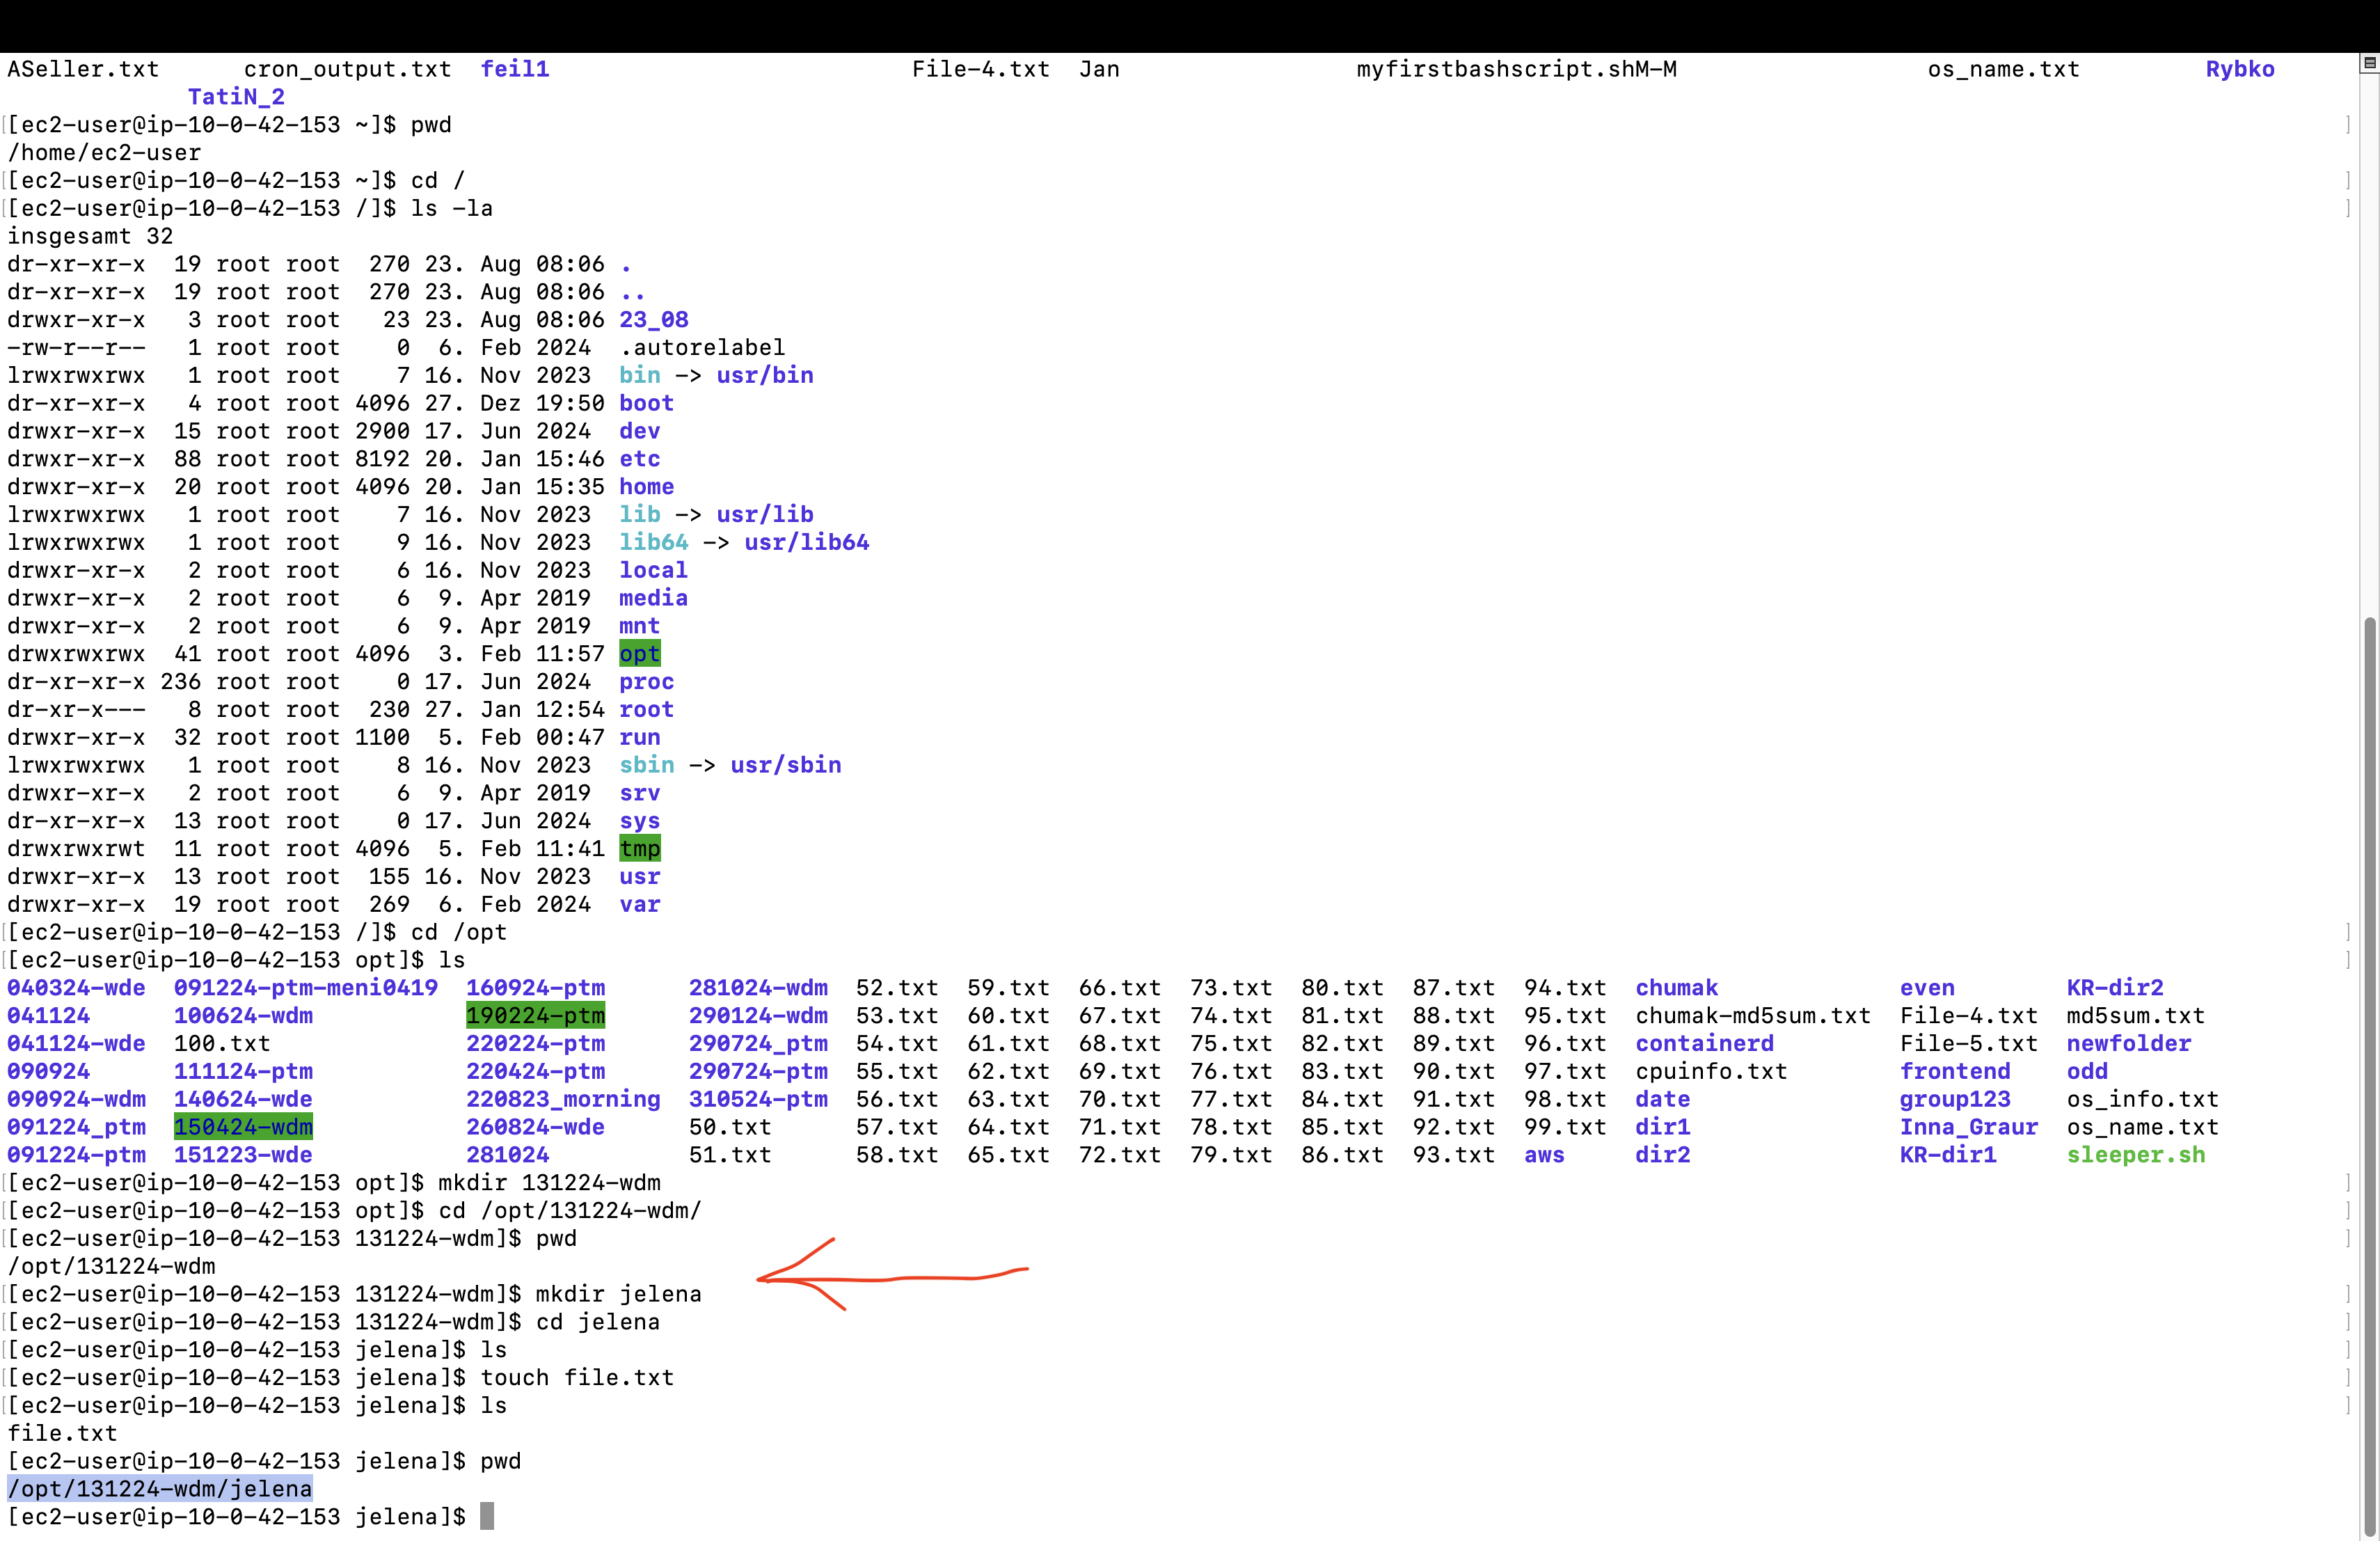 ASeller.txt cron_output.txt feil1 File-4.txt Jan myfirstbashscript.shM-M os_name.txt Rybko
TatiN_2
[ec2-user@ip-10-0-42-153 ~]$ pwd
/home/ec2-user
[ec2-user@ip-10-0-42-153 ~]$ cd /
[ec2-user@ip-10-0-42-153 /]$ ls -la
insgesamt 32
dr-xr-xr-x 19 root root 270 23. Aug 08:06 .
dr-xr-xr-x 19 root root 270 23. Aug 08:06 ..
drwxr-xr-x 3 root root 23 23. Aug 08:06 23_08
-rw-r--r-- 1 root root 0 6. Feb 2024 .autorelabel
lrwxrwxrwx 1 root root 7 16. Nov 2023 bin -> usr/bin
dr-xr-xr-x 4 root root 4096 27. Dez 19:50 boot
drwxr-xr-x 15 root root 2900 17. Jun 2024 dev
drwxr-xr-x 88 root root 8192 20. Jan 15:46 etc
drwxr-xr-x 20 root root 4096 20. Jan 15:35 home
lrwxrwxrwx 1 root root 7 16. Nov 2023 lib -> usr/lib
lrwxrwxrwx 1 root root 9 16. Nov 2023 lib64 -> usr/lib64
drwxr-xr-x 2 root root 6 16. Nov 2023 local
drwxr-xr-x 2 root root 6 9. Apr 2019 media
drwxr-xr-x 2 root root 6 9. Apr 2019 mnt
drwxrwxrwx 41 root root 4096 3. Feb 11:57 opt
dr-xr-xr-x 236 root root 0 17. Jun 2024 proc
dr-xr-x--- 8 root root 230 27. Jan 12:54 root
drwxr-xr-x 32 root root 1100 5. Feb 00:47 run
lrwxrwxrwx 1 root root 8 16. Nov 2023 sbin -> usr/sbin
drwxr-xr-x 2 root root 6 9. Apr 2019 srv
dr-xr-xr-x 13 root root 0 17. Jun 2024 sys
drwxrwxrwt 11 root root 4096 5. Feb 11:41 tmp
drwxr-xr-x 13 root root 155 16. Nov 2023 usr
drwxr-xr-x 19 root root 269 6. Feb 2024 var
[ec2-user@ip-10-0-42-153 /]$ cd /opt
[ec2-user@ip-10-0-42-153 opt]$ ls
040324-wde 091224-ptm-meni0419 160924-ptm 281024-wdm 52.txt 59.txt 66.txt 73.txt 80.txt 87.txt 94.txt chumak even KR-dir2
041124 100624-wdm 190224-ptm 290124-wdm 53.txt 60.txt 67.txt 74.txt 81.txt 88.txt 95.txt chumak-md5sum.txt File-4.txt md5sum.txt
041124-wde 100.txt 220224-ptm 290724_ptm 54.txt 61.txt 68.txt 75.txt 82.txt 89.txt 96.txt containerd File-5.txt newfolder
090924 111124-ptm 220424-ptm 290724-ptm 55.txt 62.txt 69.txt 76.txt 83.txt 90.txt 97.txt cpuinfo.txt frontend odd
090924-wdm 140624-wde 220823_morning 310524-ptm 56.txt 63.txt 70.txt 77.txt 84.txt 91.txt 98.txt date group123 os_info.txt
091224_ptm 150424-wdm 260824-wde 50.txt 57.txt 64.txt 71.txt 78.txt 85.txt 92.txt 99.txt dir1 Inna_Graur os_name.txt
091224-ptm 151223-wde 281024 51.txt 58.txt 65.txt 72.txt 79.txt 86.txt 93.txt aws dir2 KR-dir1 sleeper.sh
[ec2-user@ip-10-0-42-153 opt]$ mkdir 131224-wdm
[ec2-user@ip-10-0-42-153 opt]$ cd /opt/131224-wdm/
[ec2-user@ip-10-0-42-153 131224-wdm]$ pwd
/opt/131224-wdm
[ec2-user@ip-10-0-42-153 131224-wdm]$ mkdir jelena
[ec2-user@ip-10-0-42-153 131224-wdm]$ cd jelena
[ec2-user@ip-10-0-42-153 jelena]$ ls
[ec2-user@ip-10-0-42-153 jelena]$ touch file.txt
[ec2-user@ip-10-0-42-153 jelena]$ ls
file.txt
[ec2-user@ip-10-0-42-153 jelena]$ pwd
/opt/131224-wdm/jelena
[ec2-user@ip-10-0-42-153 jelena]$